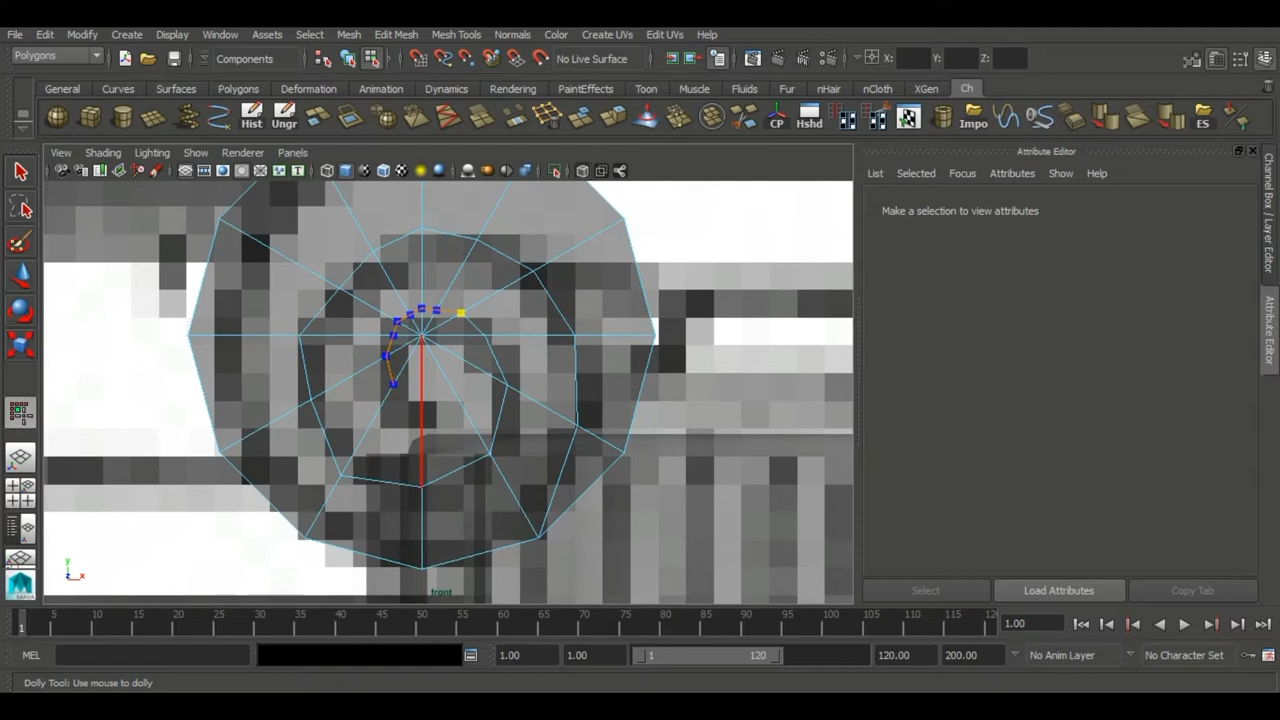 File Edit Modify Create Display Window Assets Select Mesh Edit Mesh Mesh Tools Normals Color Create UVs Edit UVs Help
Polygons Components No Live Surface X: Y: Z:
General Curves Surfaces Polygons Deformation Animation Dynamics Rendering PaintEffects Toon Muscle Fluids Fur nHair nCloth XGen Ch
Hist Ungr CP Hshd Impo ES
View Shading Lighting Show Renderer Panels
Attribute Editor
List Selected Focus Attributes Show Help
Make a selection to view attributes
Channel Box / Layer Editor
Attribute Editor
y
z x
front
Select Load Attributes Copy Tab
5 10 15 20 25 30 35 40 45 50 55 60 65 70 75 80 85 90 95 100 105 110 115 120
1
1.00
MEL 1.00 1.00 1 120 120.00 200.00 No Anim Layer No Character Set
Dolly Tool: Use mouse to dolly